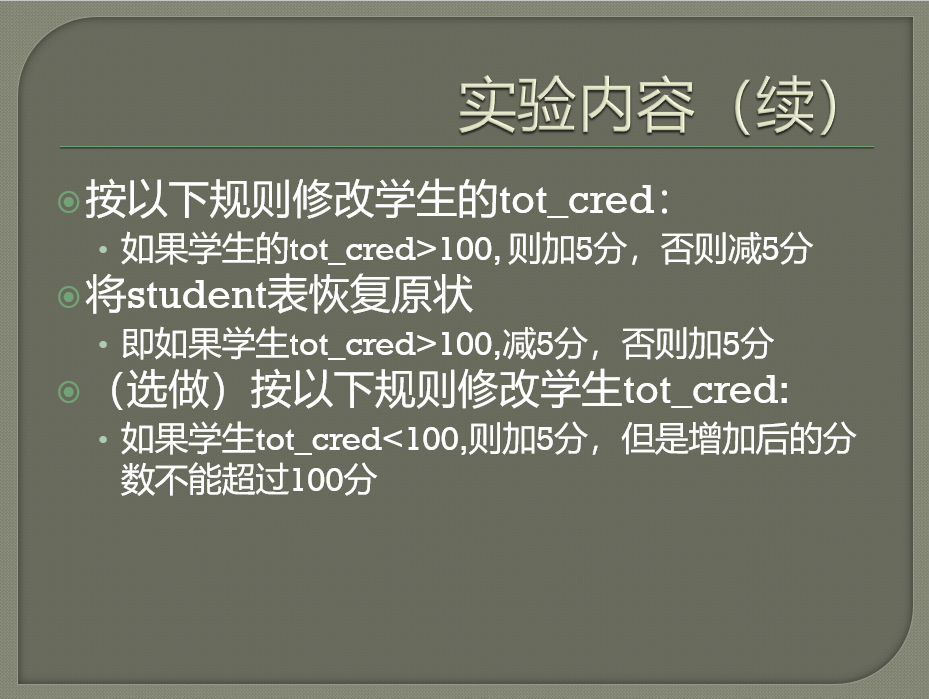 实验内容（续）
按以下规则修改学生的tot_cred：
如果学生的tot_cred>100, 则加5分，否则减5分
将student表恢复原状
即如果学生tot_cred>100,减5分，否则加5分
（选做）按以下规则修改学生tot_cred:
如果学生tot_cred<100,则加5分，但是增加后的分
数不能超过100分